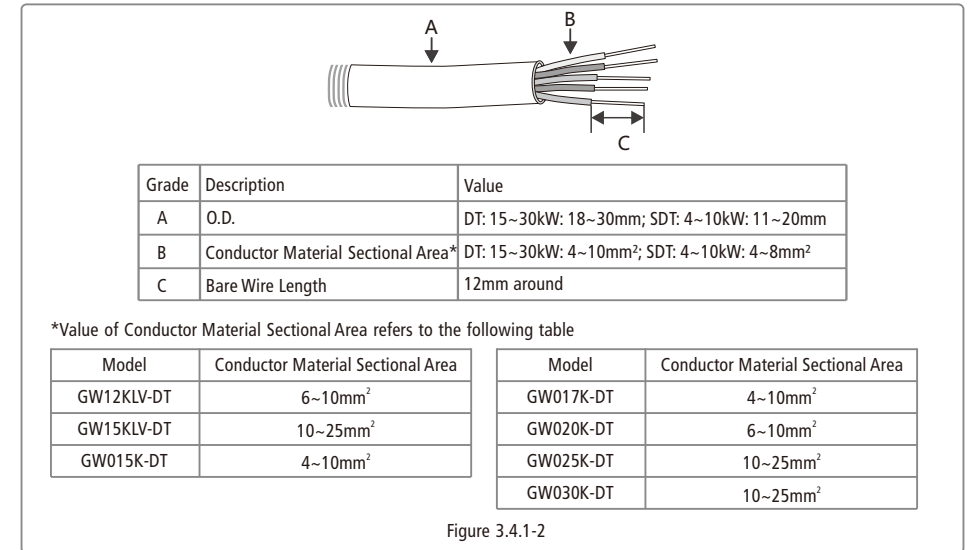 A
B
C
Grade Description Value
A O.D. DT: 15~30kW: 18~30mm; SDT: 4~10kW: 11~20mm
B Conductor Material Sectional Area* DT: 15~30kW: 4~10mm²; SDT: 4~10kW: 4~8mm²
C Bare Wire Length 12mm around
*Value of Conductor Material Sectional Area refers to the following table
Model Conductor Material Sectional Area
GW12KLV-DT 6~10mm²
GW15KLV-DT 10~25mm²
GW015K-DT 4~10mm²
Model Conductor Material Sectional Area
GW017K-DT 4~10mm²
GW020K-DT 6~10mm²
GW025K-DT 10~25mm²
GW030K-DT 10~25mm²
Figure 3.4.1-2